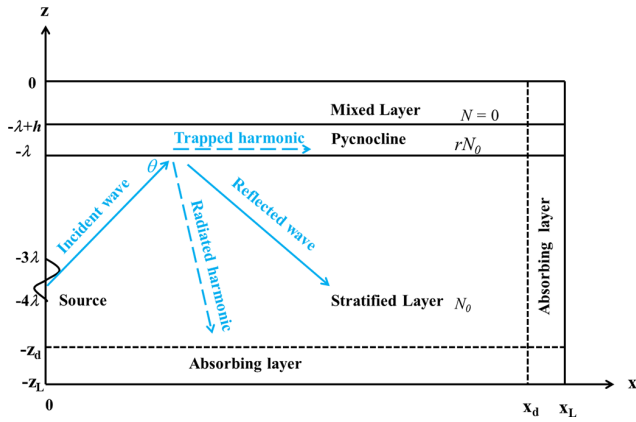 z
0
Mixed Layer N = 0
-λ+h
Trapped harmonic Pycnocline rN₀
-λ
θ
Incident wave
Radiated harmonic
Reflected wave
Absorbing layer
-3λ
-4λ Source
Stratified Layer N₀
-z_d
Absorbing layer
-z_L
x
0 x_d x_L